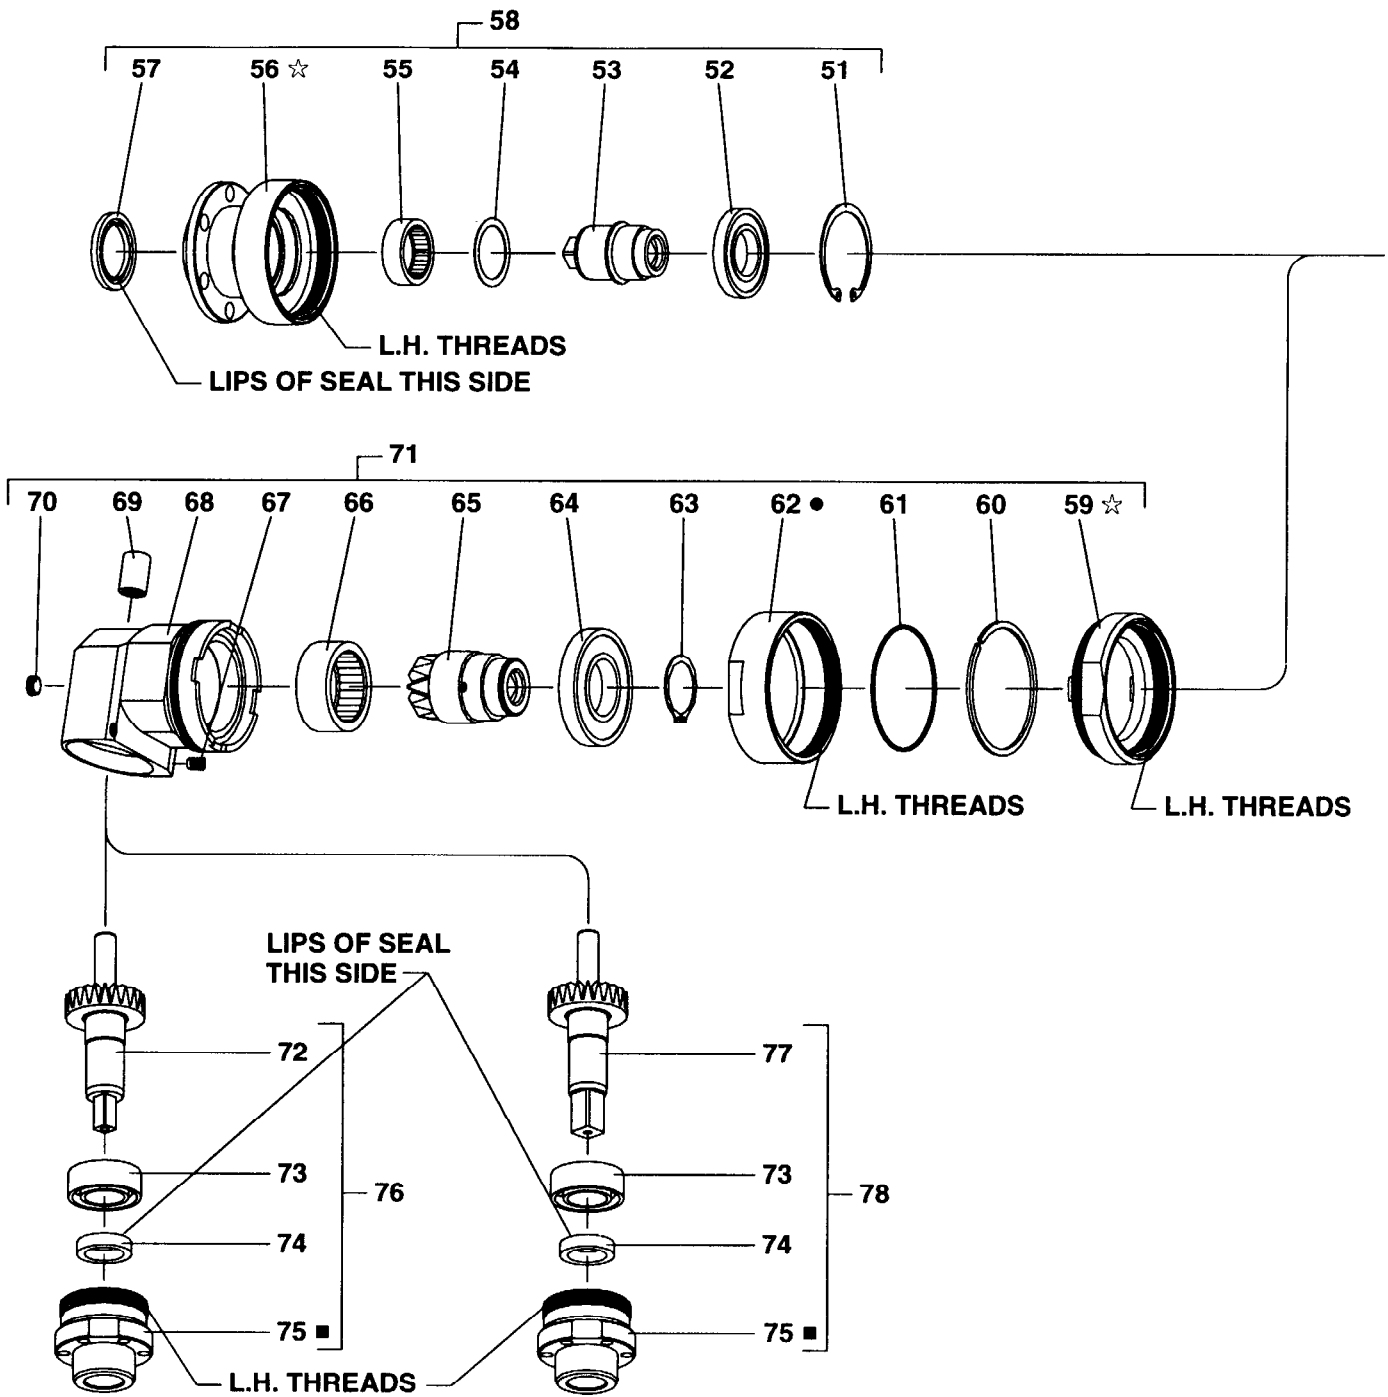 58
57 56 ☆ 55 54 53 52 51
L.H. THREADS
LIPS OF SEAL THIS SIDE
71
70 69 68 67 66 65 64 63 62 ● 61 60 59 ☆
L.H. THREADS L.H. THREADS
LIPS OF SEAL
THIS SIDE
72 77
73 73
76 78
74 74
75 ■ 75 ■
L.H. THREADS